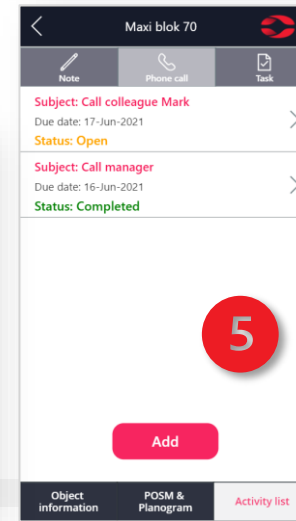 Maxi blok 70
Note
Phone call
Task
Subject: Call colleague Mark
Due date: 17-Jun-2021
Status: Open
Subject: Call manager
Due date: 16-Jun-2021
Status: Completed
5
Add
Object information
POSM & Planogram
Activity list